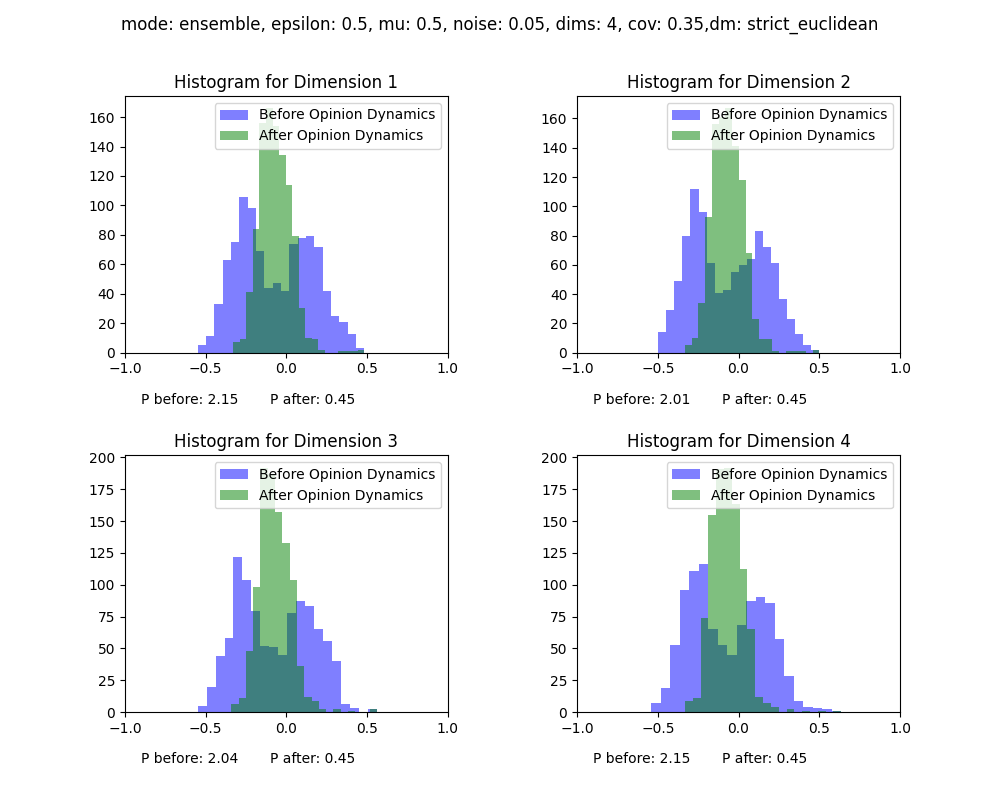 mode: ensemble, epsilon: 0.5, mu: 0.5, noise: 0.05, dims: 4, cov: 0.35,dm: strict_euclidean
Histogram for Dimension 1
Before Opinion Dynamics
After Opinion Dynamics
160
140
120
100
80
60
40
20
0
−1.0 −0.5 0.0 0.5 1.0
P before: 2.15 P after: 0.45
Histogram for Dimension 2
Before Opinion Dynamics
After Opinion Dynamics
160
140
120
100
80
60
40
20
0
−1.0 −0.5 0.0 0.5 1.0
P before: 2.01 P after: 0.45
Histogram for Dimension 3
Before Opinion Dynamics
After Opinion Dynamics
200
175
150
125
100
75
50
25
0
−1.0 −0.5 0.0 0.5 1.0
P before: 2.04 P after: 0.45
Histogram for Dimension 4
Before Opinion Dynamics
After Opinion Dynamics
200
175
150
125
100
75
50
25
0
−1.0 −0.5 0.0 0.5 1.0
P before: 2.15 P after: 0.45